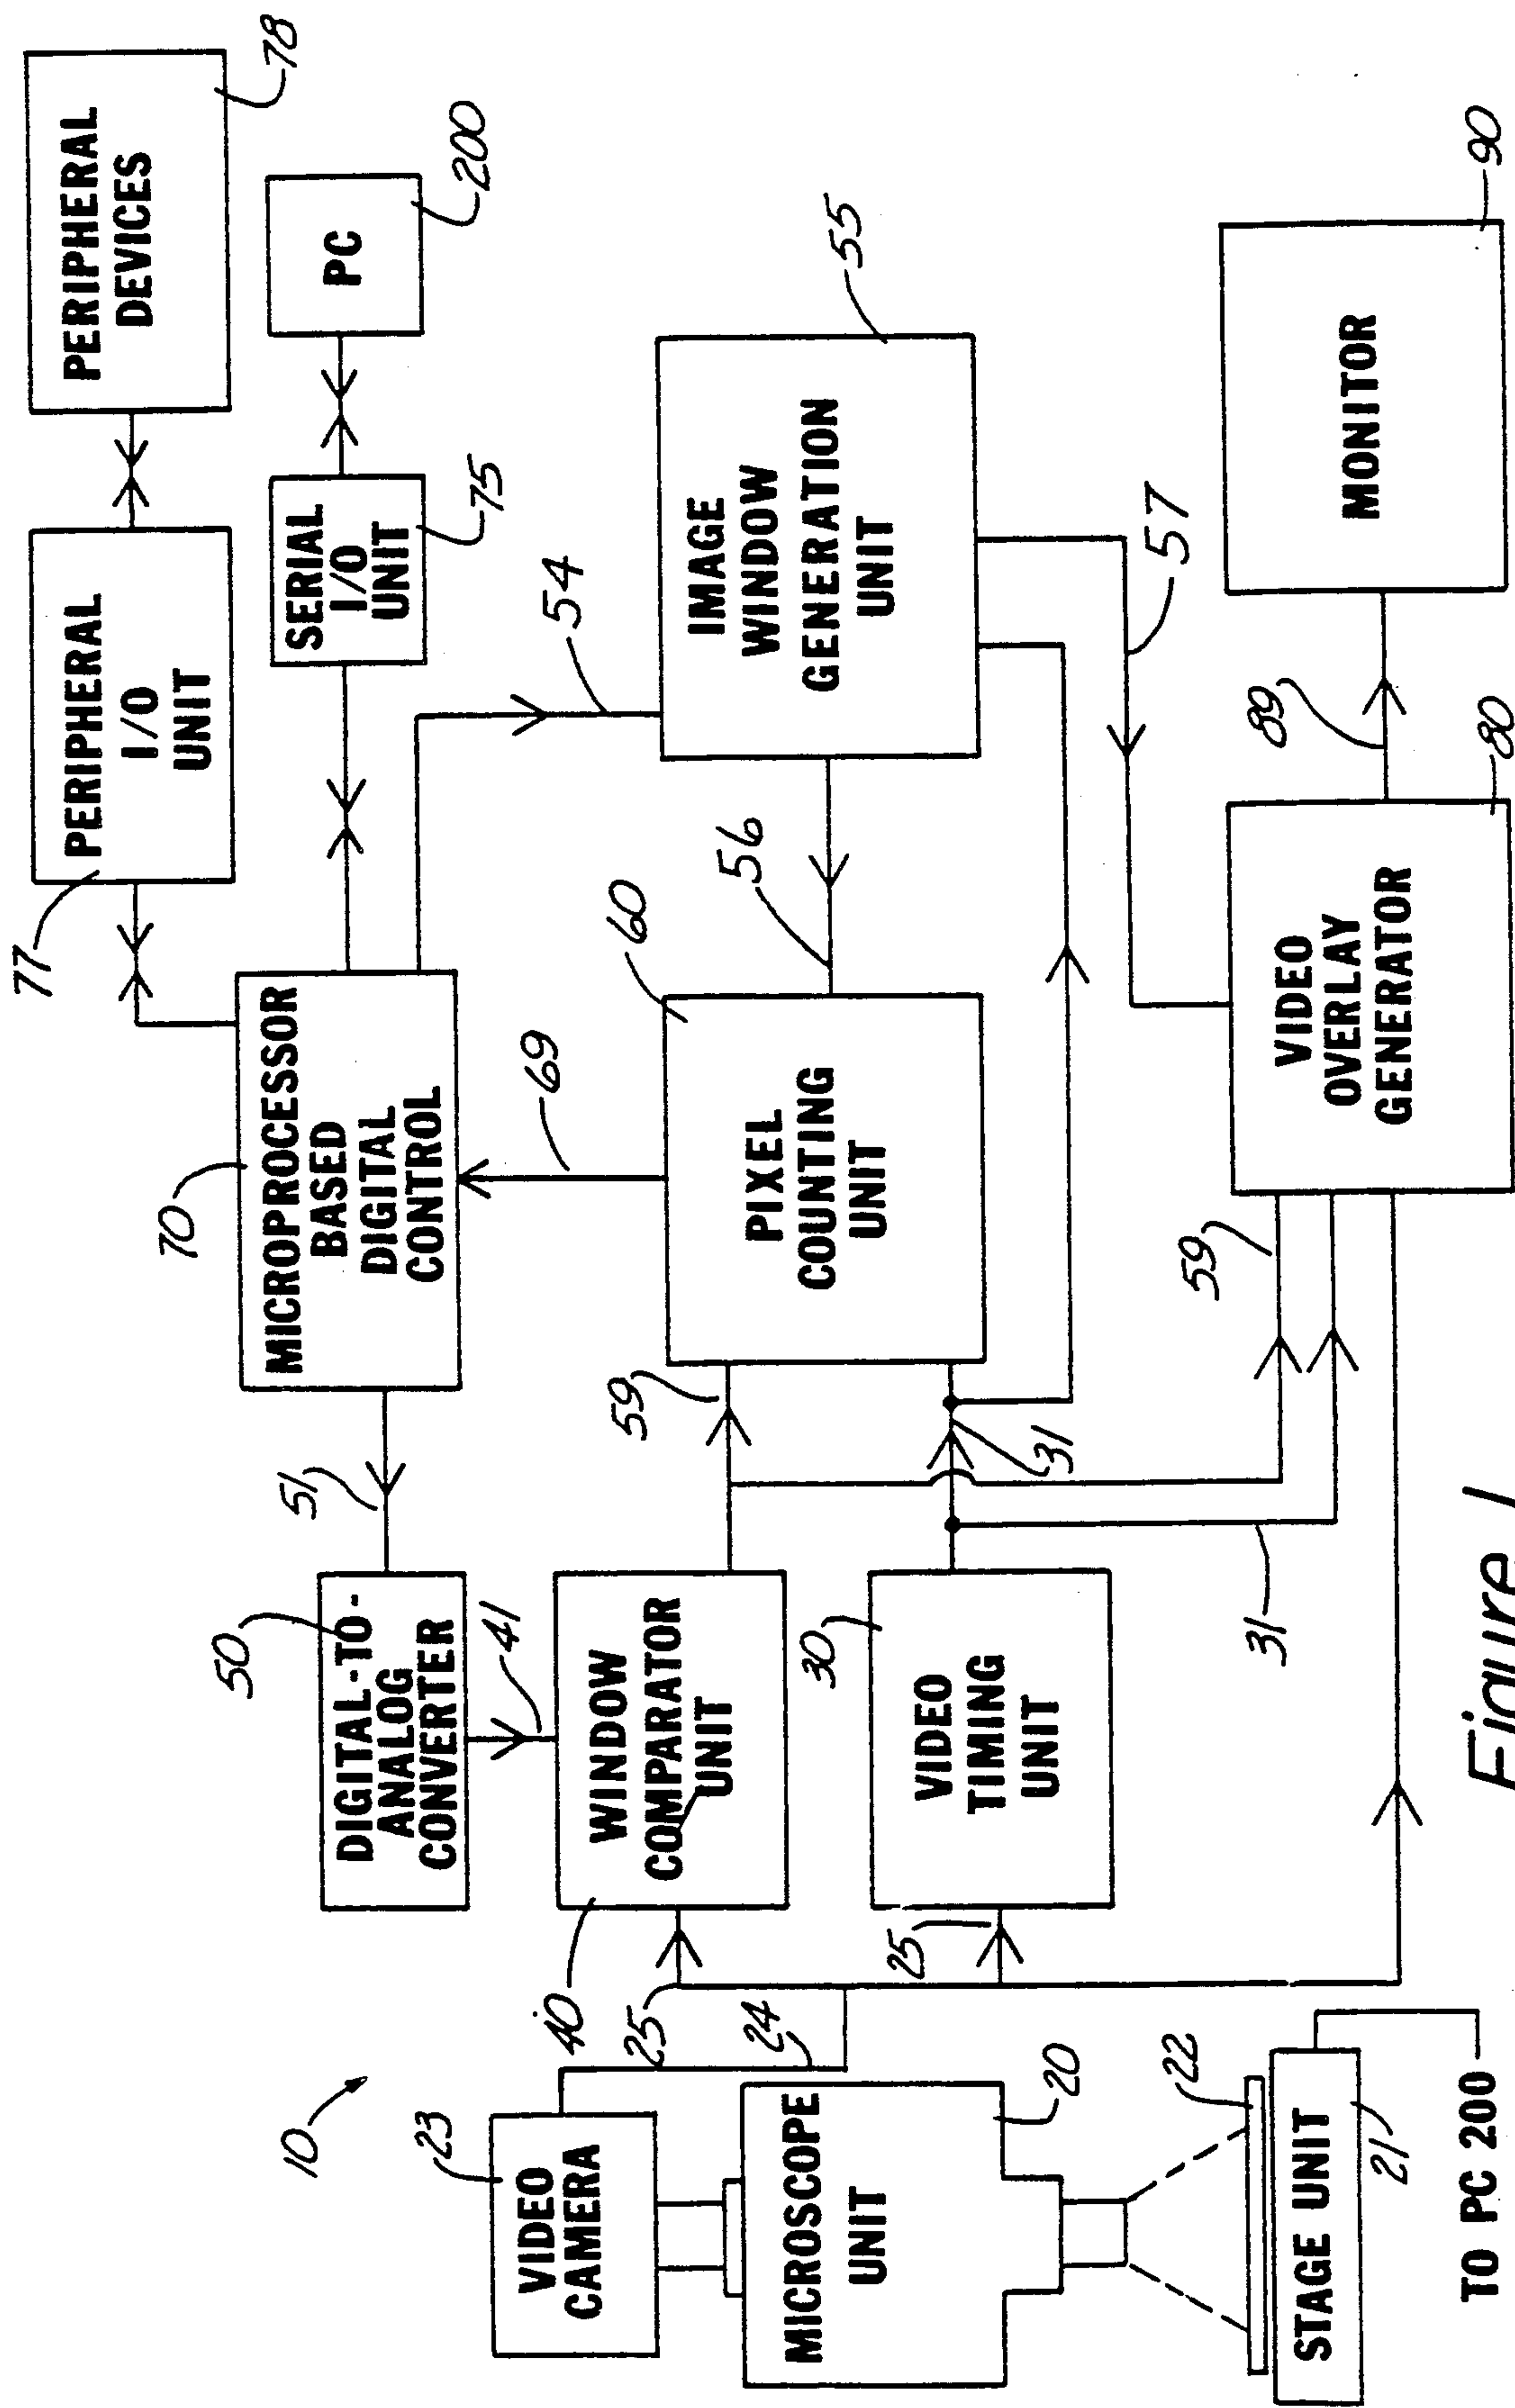 10
23
VIDEO
CAMERA
24
25
MICROSCOPE
UNIT
20
22
STAGE UNIT
21
TO PC 200
50
DIGITAL-TO-
ANALOG
CONVERTER
51
41
40
WINDOW
COMPARATOR
UNIT
25
30
VIDEO
TIMING
UNIT
31
31
59
59
70
MICROPROCESSOR
BASED
DIGITAL
CONTROL
69
60
PIXEL
COUNTING
UNIT
56
54
77
PERIPHERAL
I/O
UNIT
PERIPHERAL
DEVICES
78
SERIAL
I/O
UNIT
75
PC
200
IMAGE
WINDOW
GENERATION
UNIT
55
57
VIDEO
OVERLAY
GENERATOR
80
89
MONITOR
90
Figure 1